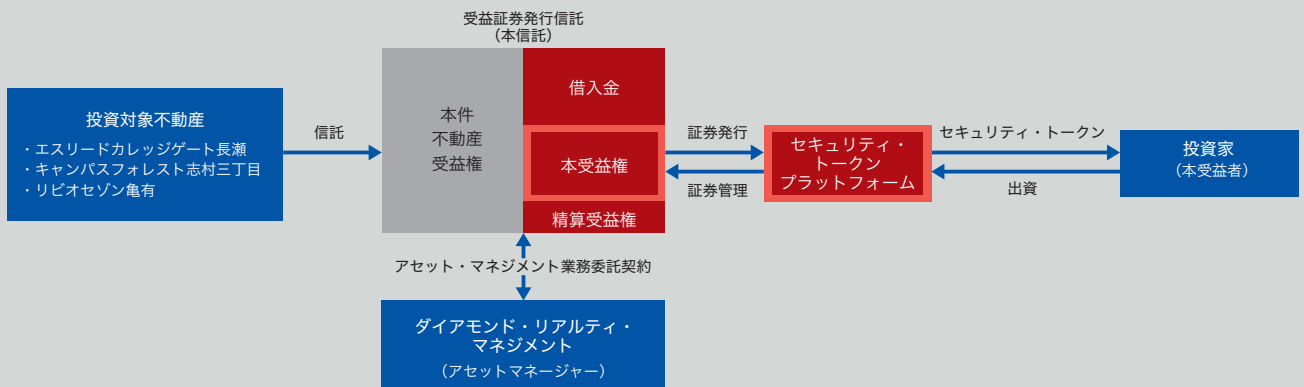 受益証券発行信託
（本信託）
投資対象不動産
・エスリードカレッジゲート長瀬
・キャンパスフォレスト志村三丁目
・リビオセゾン亀有
信託
本件
不動産
受益権
借入金
本受益権
精算受益権
証券発行
証券管理
セキュリティ・
トークン
プラットフォーム
セキュリティ・トークン
出資
投資家
（本受益者）
アセット・マネジメント業務委託契約
ダイアモンド・リアルティ・
マネジメント
（アセットマネージャー）